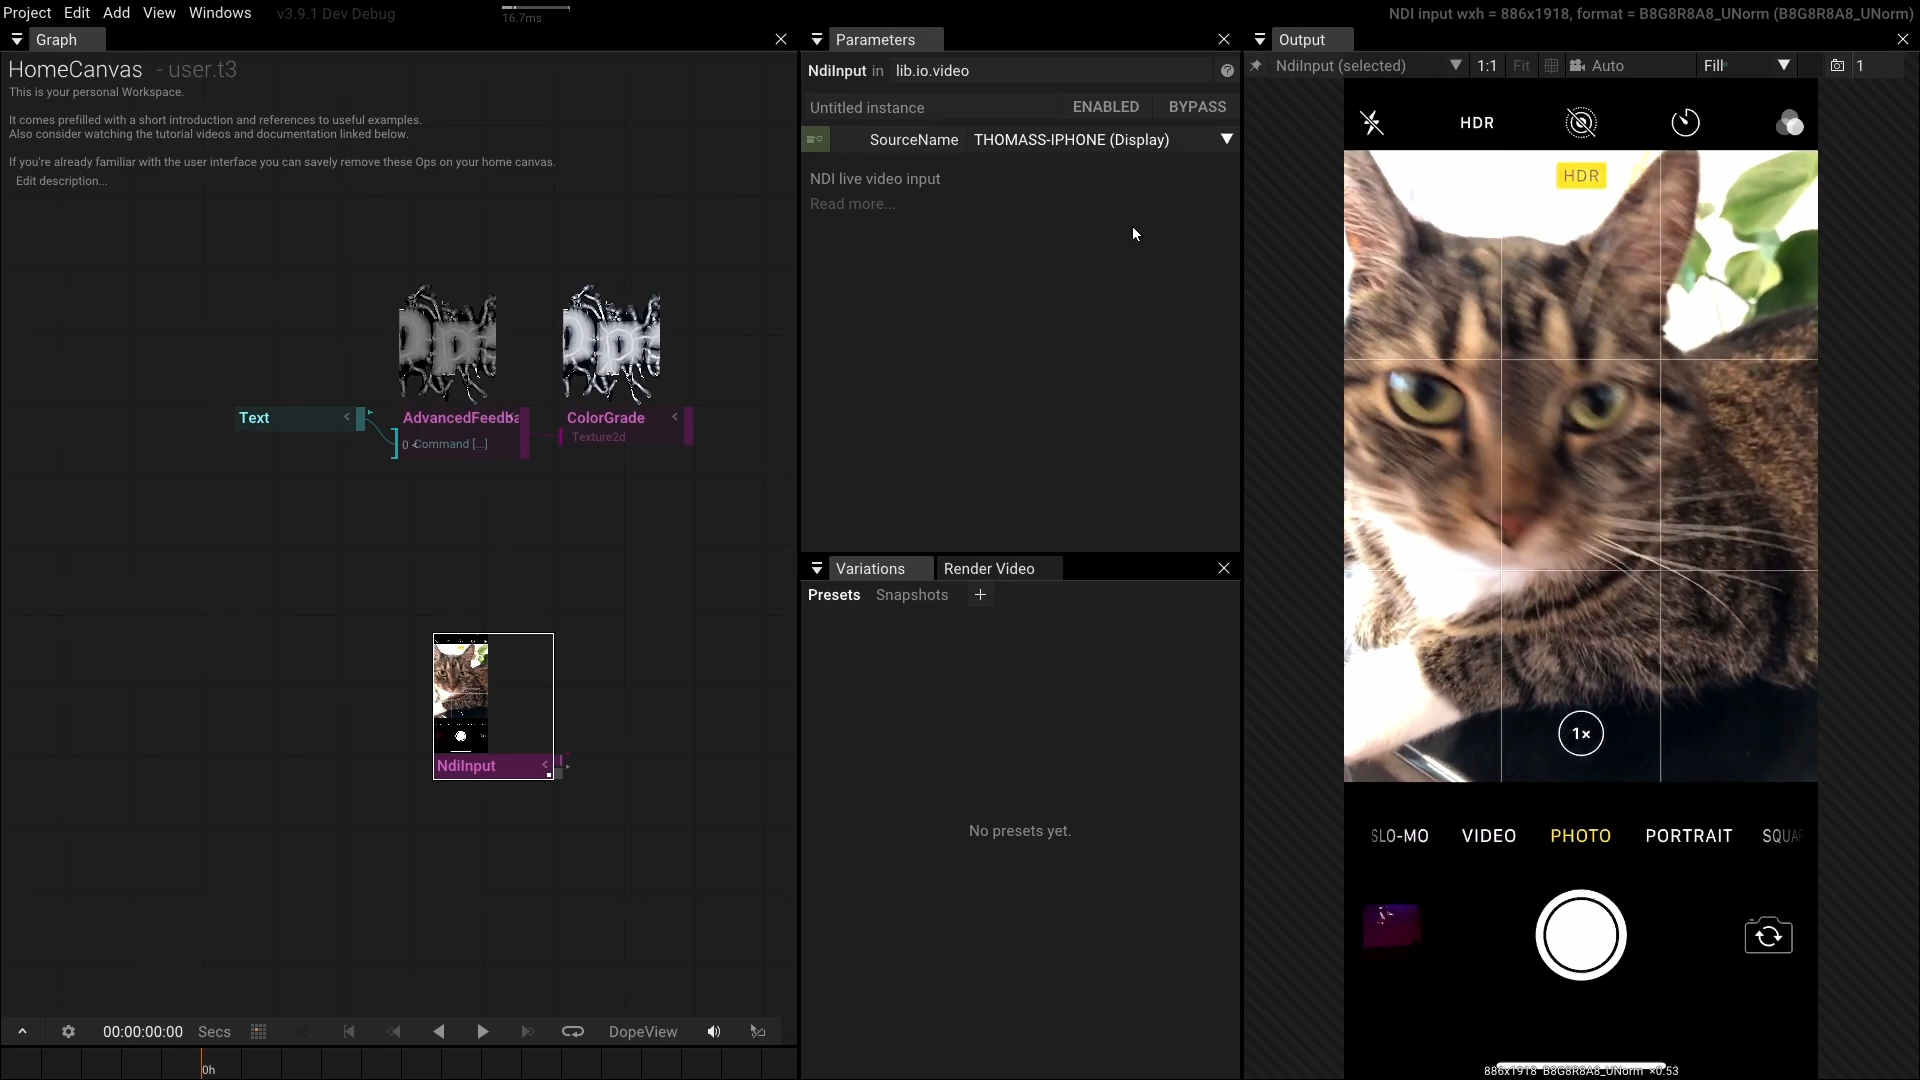 Project Edit Add View Windows v3.9.1 Dev Debug 16.7ms NDI input wxh = 886x1918, format = B8G8R8A8_UNorm (B8G8R8A8_UNorm)
Graph
HomeCanvas - user.t3
This is your personal Workspace.
It comes prefilled with a short introduction and references to useful examples.
Also consider watching the tutorial videos and documentation linked below.
If you're already familiar with the user interface you can savely remove these Ops on your home canvas.
Edit description...
Text
AdvancedFeedba
0 Command [...]
ColorGrade
Texture2d
NdiInput
00:00:00:00 Secs 10 DopeView
0h
Parameters
NdiInput in lib.io.video
Untitled instance ENABLED BYPASS
SourceName THOMASS-IPHONE (Display)
NDI live video input
Read more...
Variations Render Video
Presets Snapshots +
No presets yet.
Output
NdiInput (selected) 1:1 Fit Auto Fill 1
HDR
HDR
1×
SLO-MO VIDEO PHOTO PORTRAIT SQUA
886x1918 B8G8R8A8_UNorm ×0.53